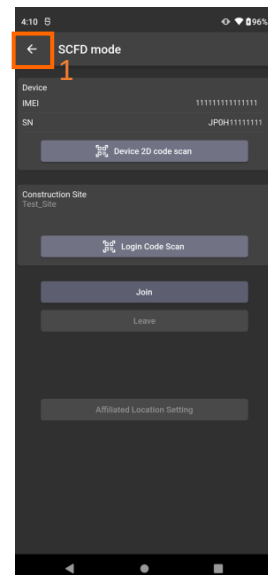 4:10
96%
SCFD mode
1
Device
IMEI 111111111111111
SN JP0H11111111
Device 2D code scan
Construction Site
Test_Site
Login Code Scan
Join
Leave
Affiliated Location Setting